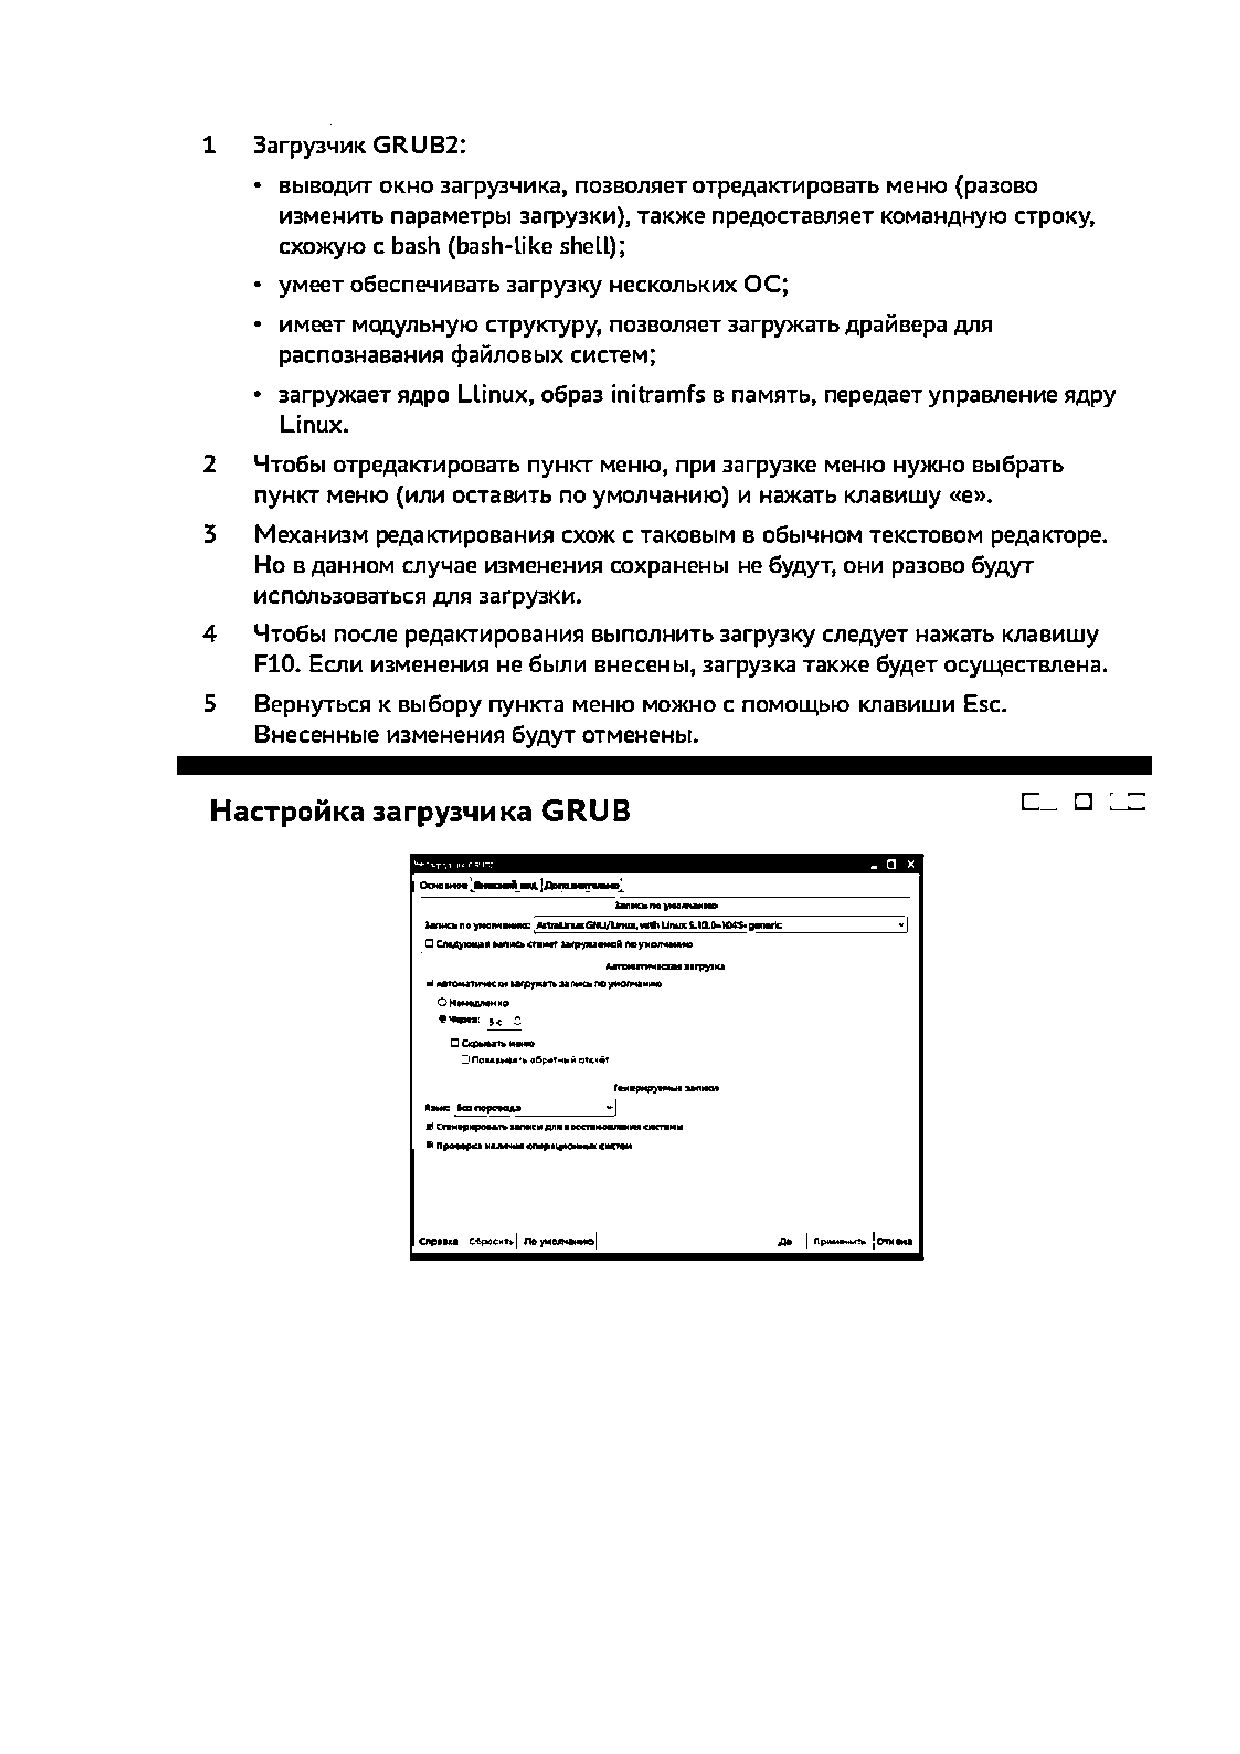 1 Загрузчик GRUB2:
• выводит окно загрузчика, позволяет отредактировать меню (разово
изменить параметры загрузки), также предоставляет командную строку,
схожую с bash (bash-like shell);
• умеет обеспечивать загрузку нескольких ОС;
• имеет модульную структуру, позволяет загружать драйвера для
распознавания файловых систем;
• загружает ядро Llinux, образ initramfs в память, передает управление ядру
Linux.
2 Чтобы отредактировать пункт меню, при загрузке меню нужно выбрать
пункт меню (или оставить по умолчанию) и нажать клавишу «е».
3 Механизм редактирования схож с таковым в обычном текстовом редакторе.
Но в данном случае изменения сохранены не будут, они разово будут
использоваться для загрузки.
4 Чтобы после редактирования выполнить загрузку следует нажать клавишу
F10. Если изменения не были внесены, загрузка также будет осуществлена.
5 Вернуться к выбору пункта меню можно с помощью клавиши Esc.
Внесенные изменения будут отменены.
Настройка загрузчика GRUB
Основное Внешний вид Дополнительно
Запись по умолчанию
Запись по умолчанию: AstraLinux GNU/Linux, with Linux 5.10.0-1045-generic
Следующая запись станет загружаемой по умолчанию
Автоматическая загрузка
Автоматически загружать запись по умолчанию
Немедленно
Через: 5 с
Скрывать меню
Показывать обратный отсчёт
Генерируемые записи
Язык: Без перевода
Сгенерировать записи для восстановления системы
Проверка наличия операционных систем
Справка Сбросить По умолчанию Да Применить Отмена